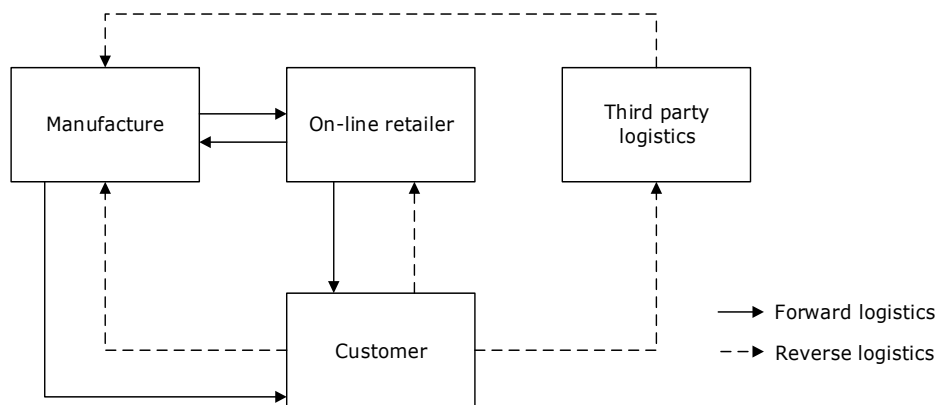 Manufacture
On-line retailer
Third party
logistics
Customer
Forward logistics
Reverse logistics